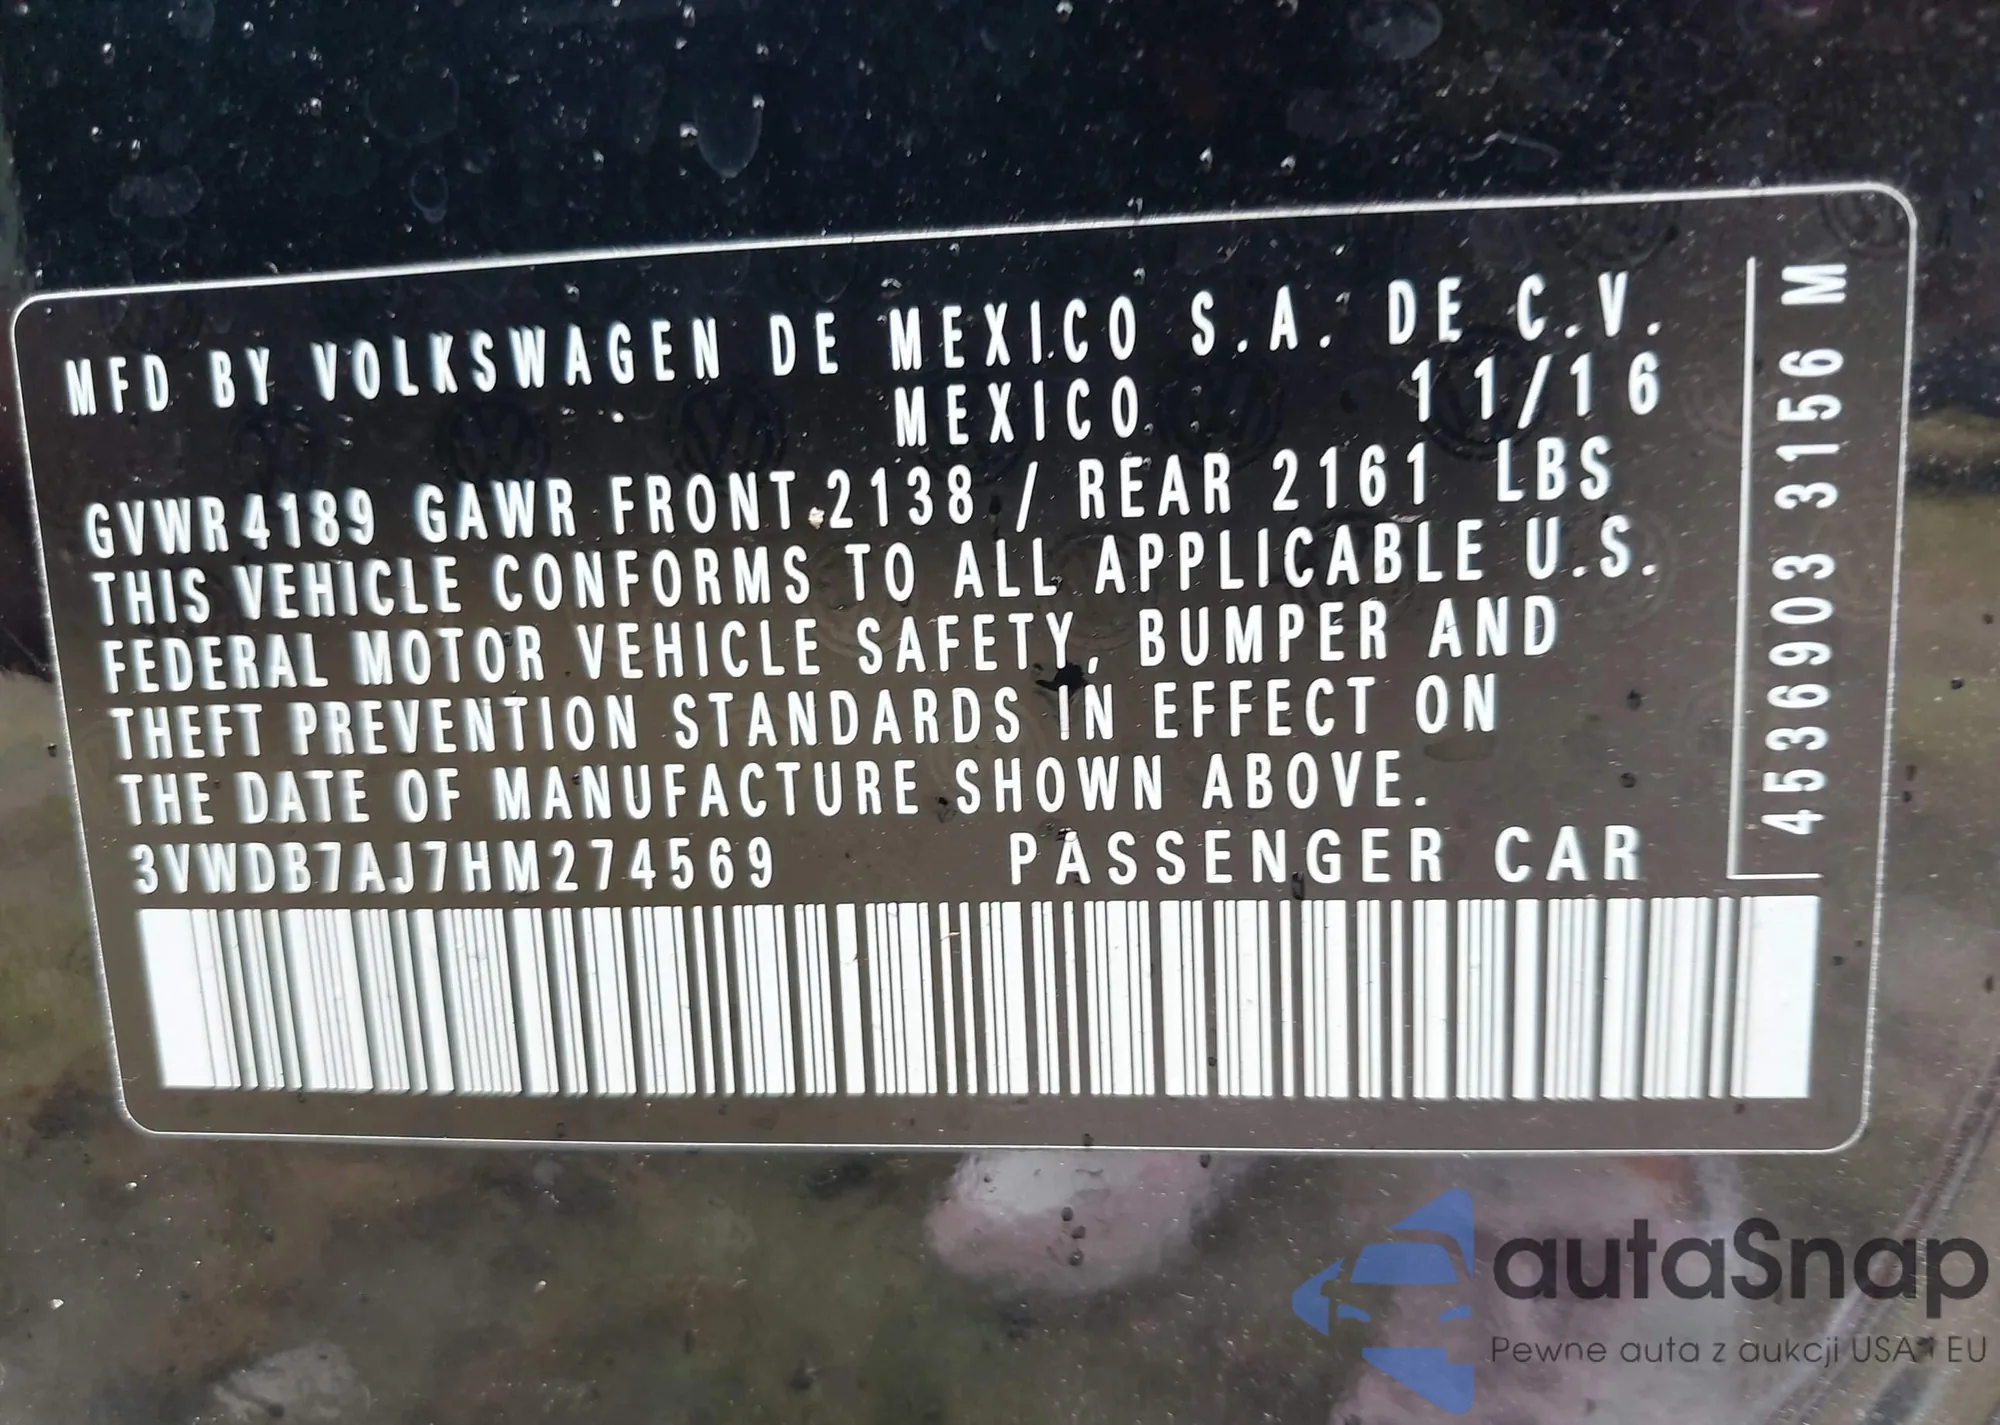 MFD BY VOLKSWAGEN DE MEXICO S.A. DE C.V.
MEXICO 11/16
GVWR 4189 GAWR FRONT 2138 / REAR 2161 LBS
THIS VEHICLE CONFORMS TO ALL APPLICABLE U.S.
FEDERAL MOTOR VEHICLE SAFETY, BUMPER AND
THEFT PREVENTION STANDARDS IN EFFECT ON
THE DATE OF MANUFACTURE SHOWN ABOVE.
3VWDB7AJ7HM274569 PASSENGER CAR
4536903 3156 M
autaSnap
Pewne auta z aukcji USA i EU